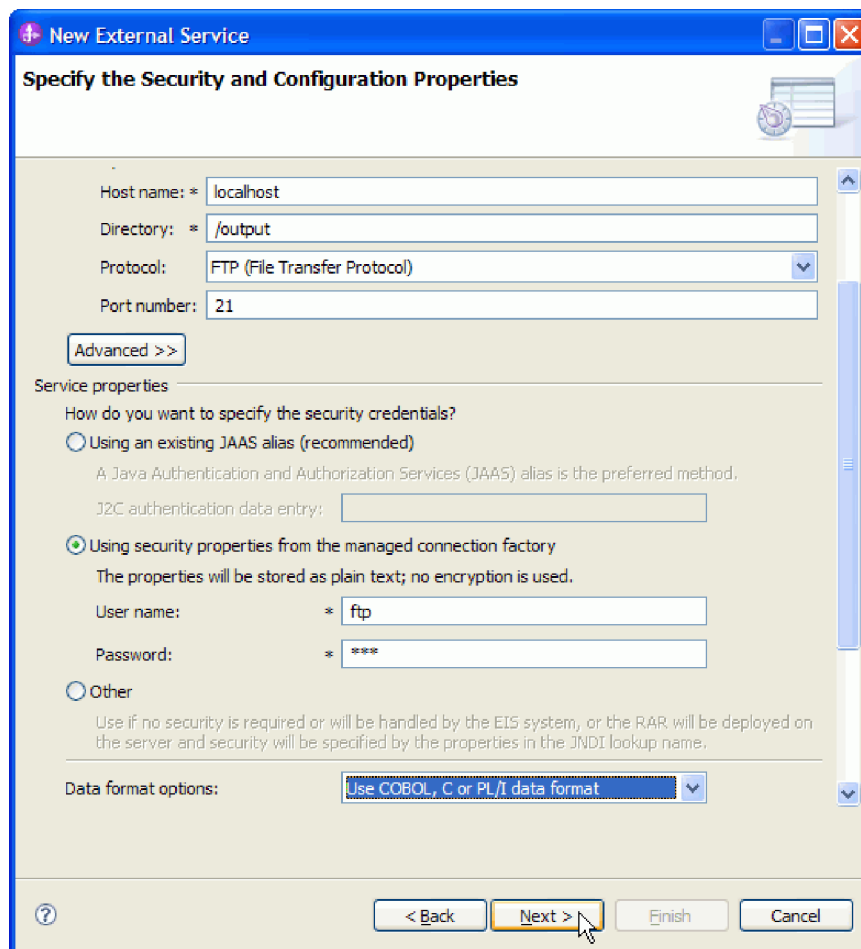 New External Service
Specify the Security and Configuration Properties
Host name: * localhost
Directory: * /output
Protocol: FTP (File Transfer Protocol)
Port number: 21
Advanced >>
Service properties
How do you want to specify the security credentials?
Using an existing JAAS alias (recommended)
A Java Authentication and Authorization Services (JAAS) alias is the preferred method.
J2C authentication data entry:
Using security properties from the managed connection factory
The properties will be stored as plain text; no encryption is used.
User name: * ftp
Password: * ***
Other
Use if no security is required or will be handled by the EIS system, or the RAR will be deployed on
the server and security will be specified by the properties in the JNDI lookup name.
Data format options: Use COBOL, C or PL/I data format
? < Back Next > Finish Cancel